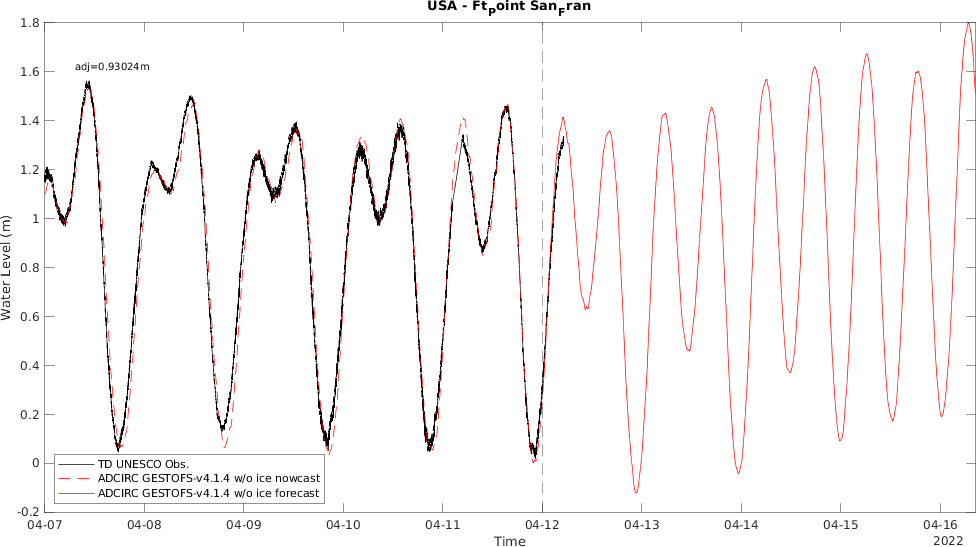 USA - FtPoint SanFran
adj=0.93024m
1.8
1.6
1.4
1.2
1
0.8
0.6
0.4
0.2
0
-0.2
Water Level (m)
TD UNESCO Obs.
ADCIRC GESTOFS-v4.1.4 w/o ice nowcast
ADCIRC GESTOFS-v4.1.4 w/o ice forecast
04-07 04-08 04-09 04-10 04-11 04-12 04-13 04-14 04-15 04-16
Time 2022